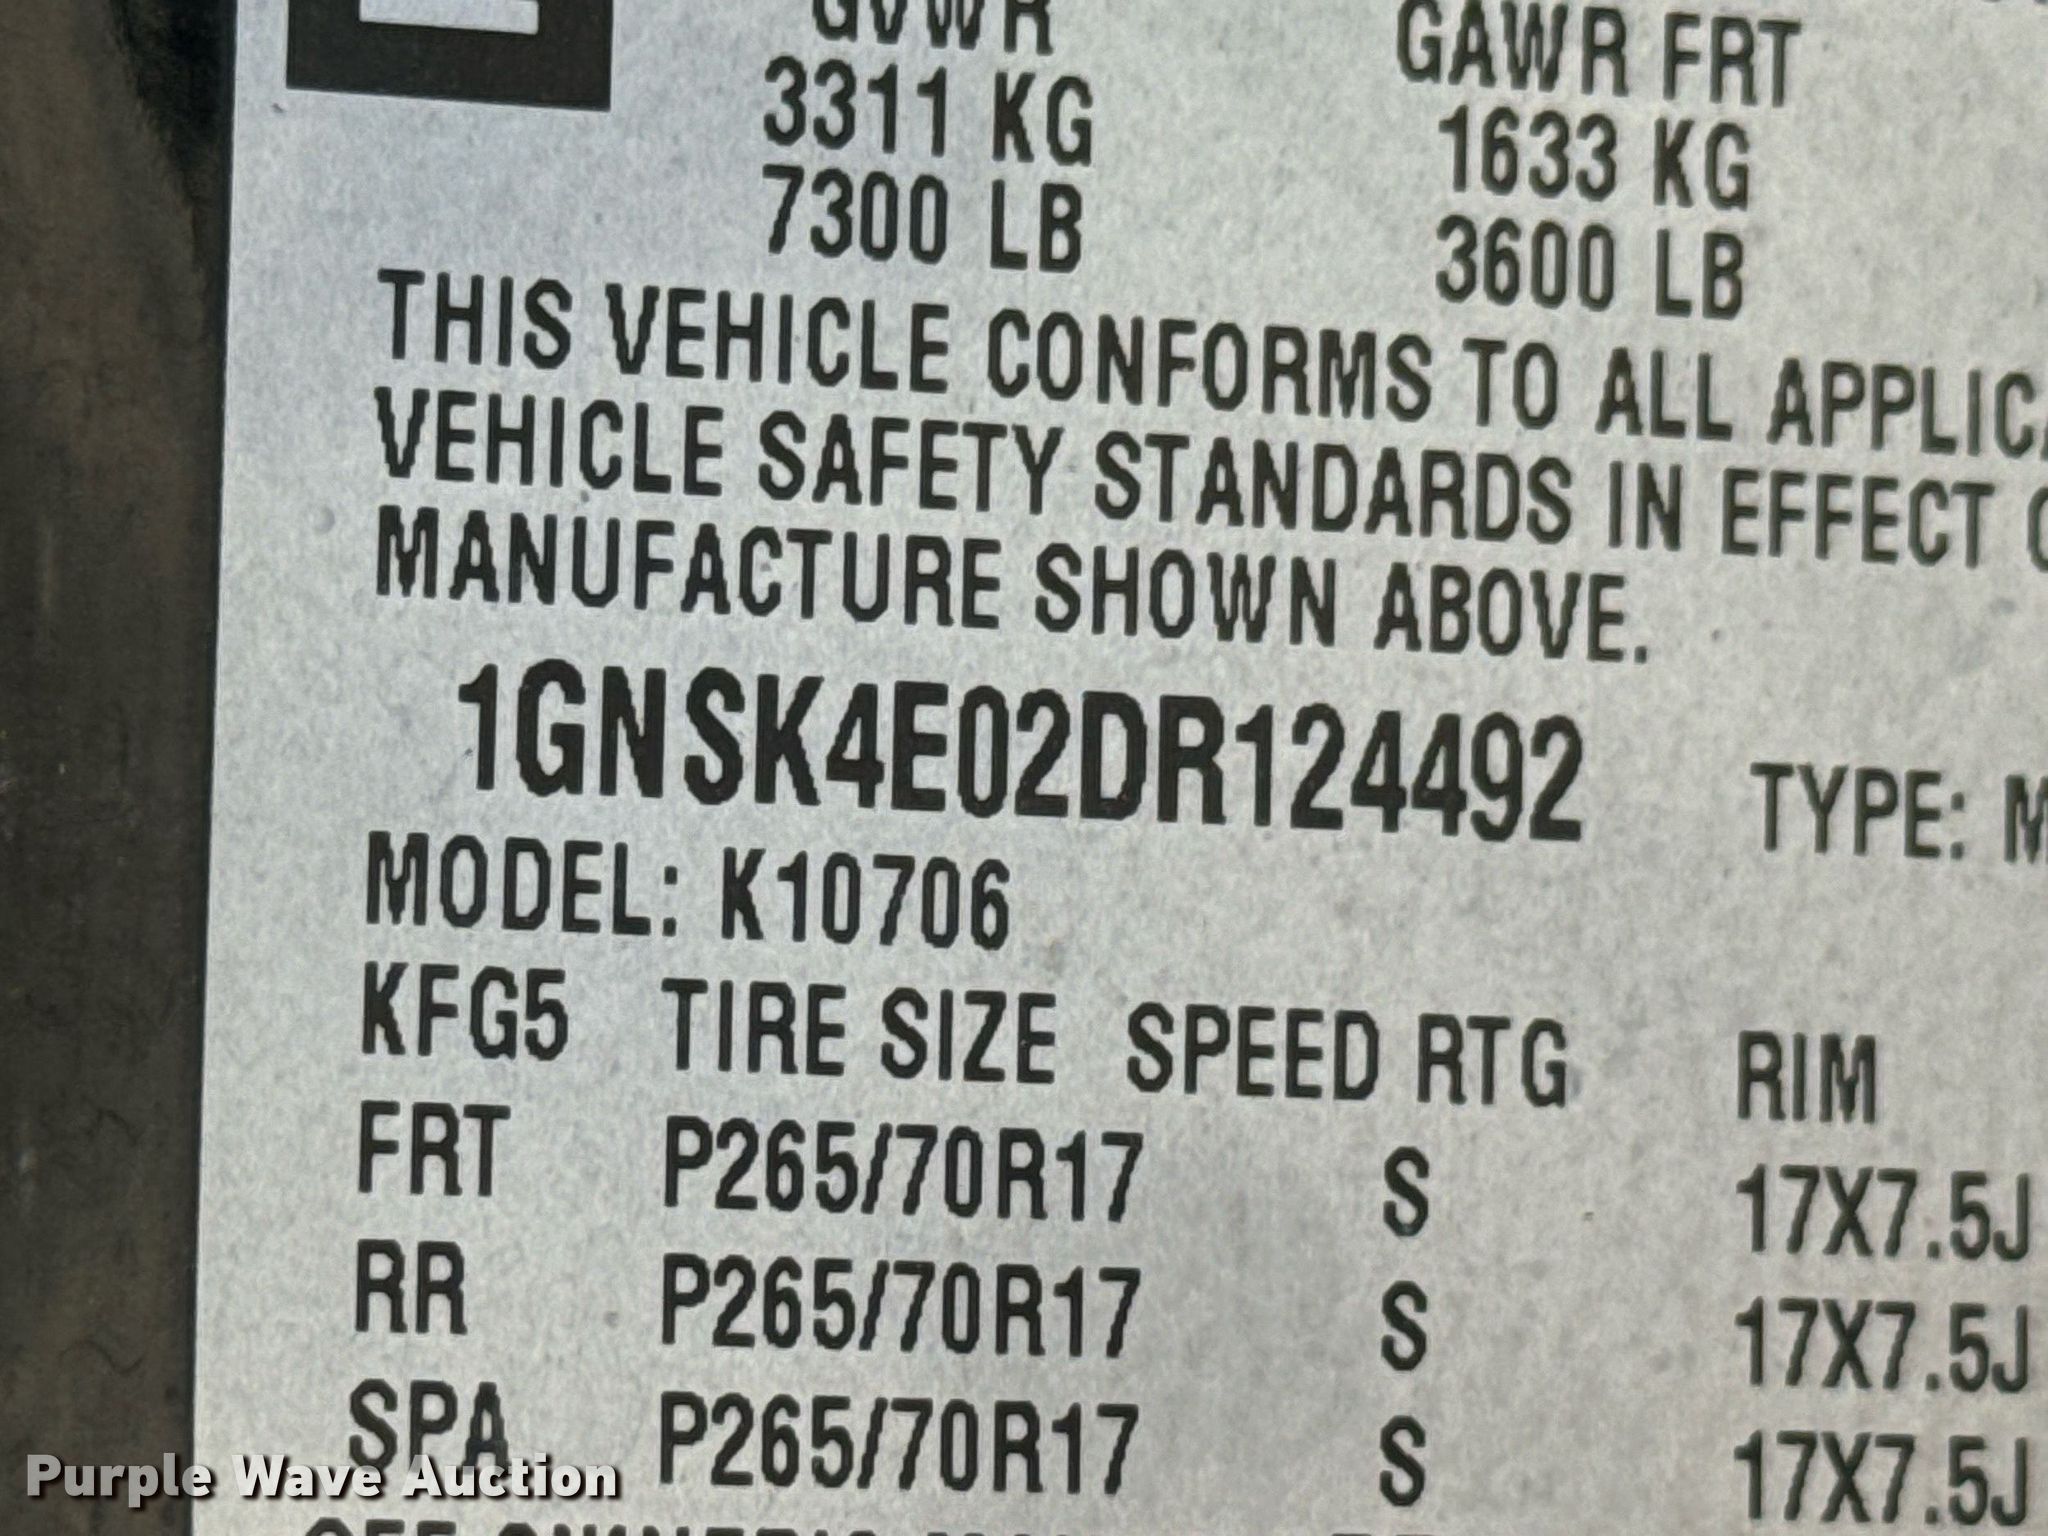 GVWR GAWR FRT
3311 KG 1633 KG
7300 LB 3600 LB
THIS VEHICLE CONFORMS TO ALL
VEHICLE SAFETY STANDARDS IN EFFECT
MANUFACTURE SHOWN ABOVE.
1GNSK4E02DR124492 TYPE:
MODEL: K10706
KFG5 TIRE SIZE SPEED RTG RIM
FRT P265/70R17 S 17X7.5J
RR P265/70R17 S 17X7.5J
SPA P265/70R17 S 17X7.5J
Purple Wave Auction